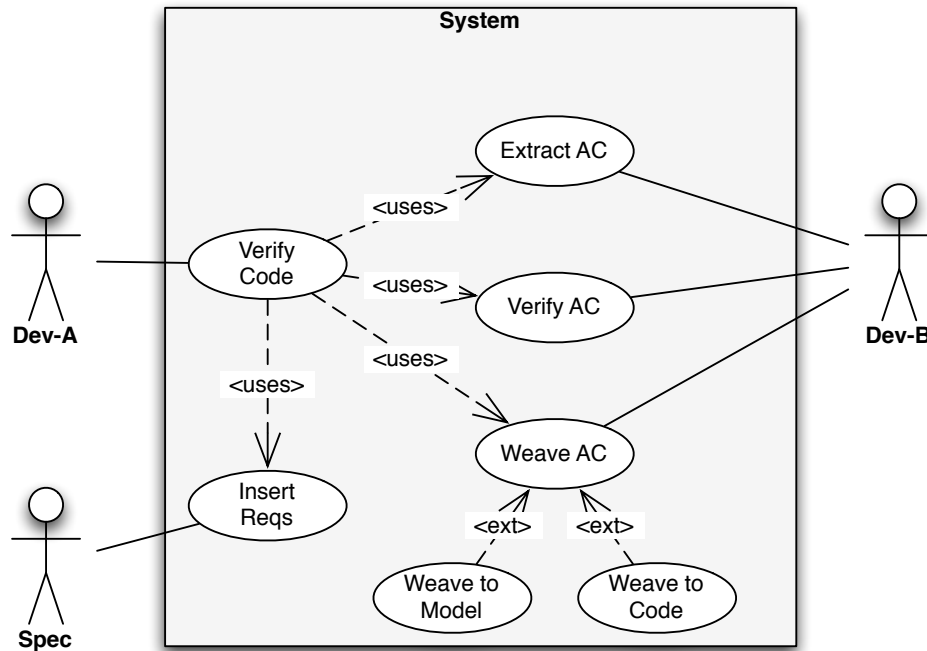 System
Extract AC
<uses>
Verify
Code
<uses>
Verify AC
Dev-A
Dev-B
<uses>
<uses>
Weave AC
Insert
Reqs
<ext>
<ext>
Weave to
Model
Weave to
Code
Spec